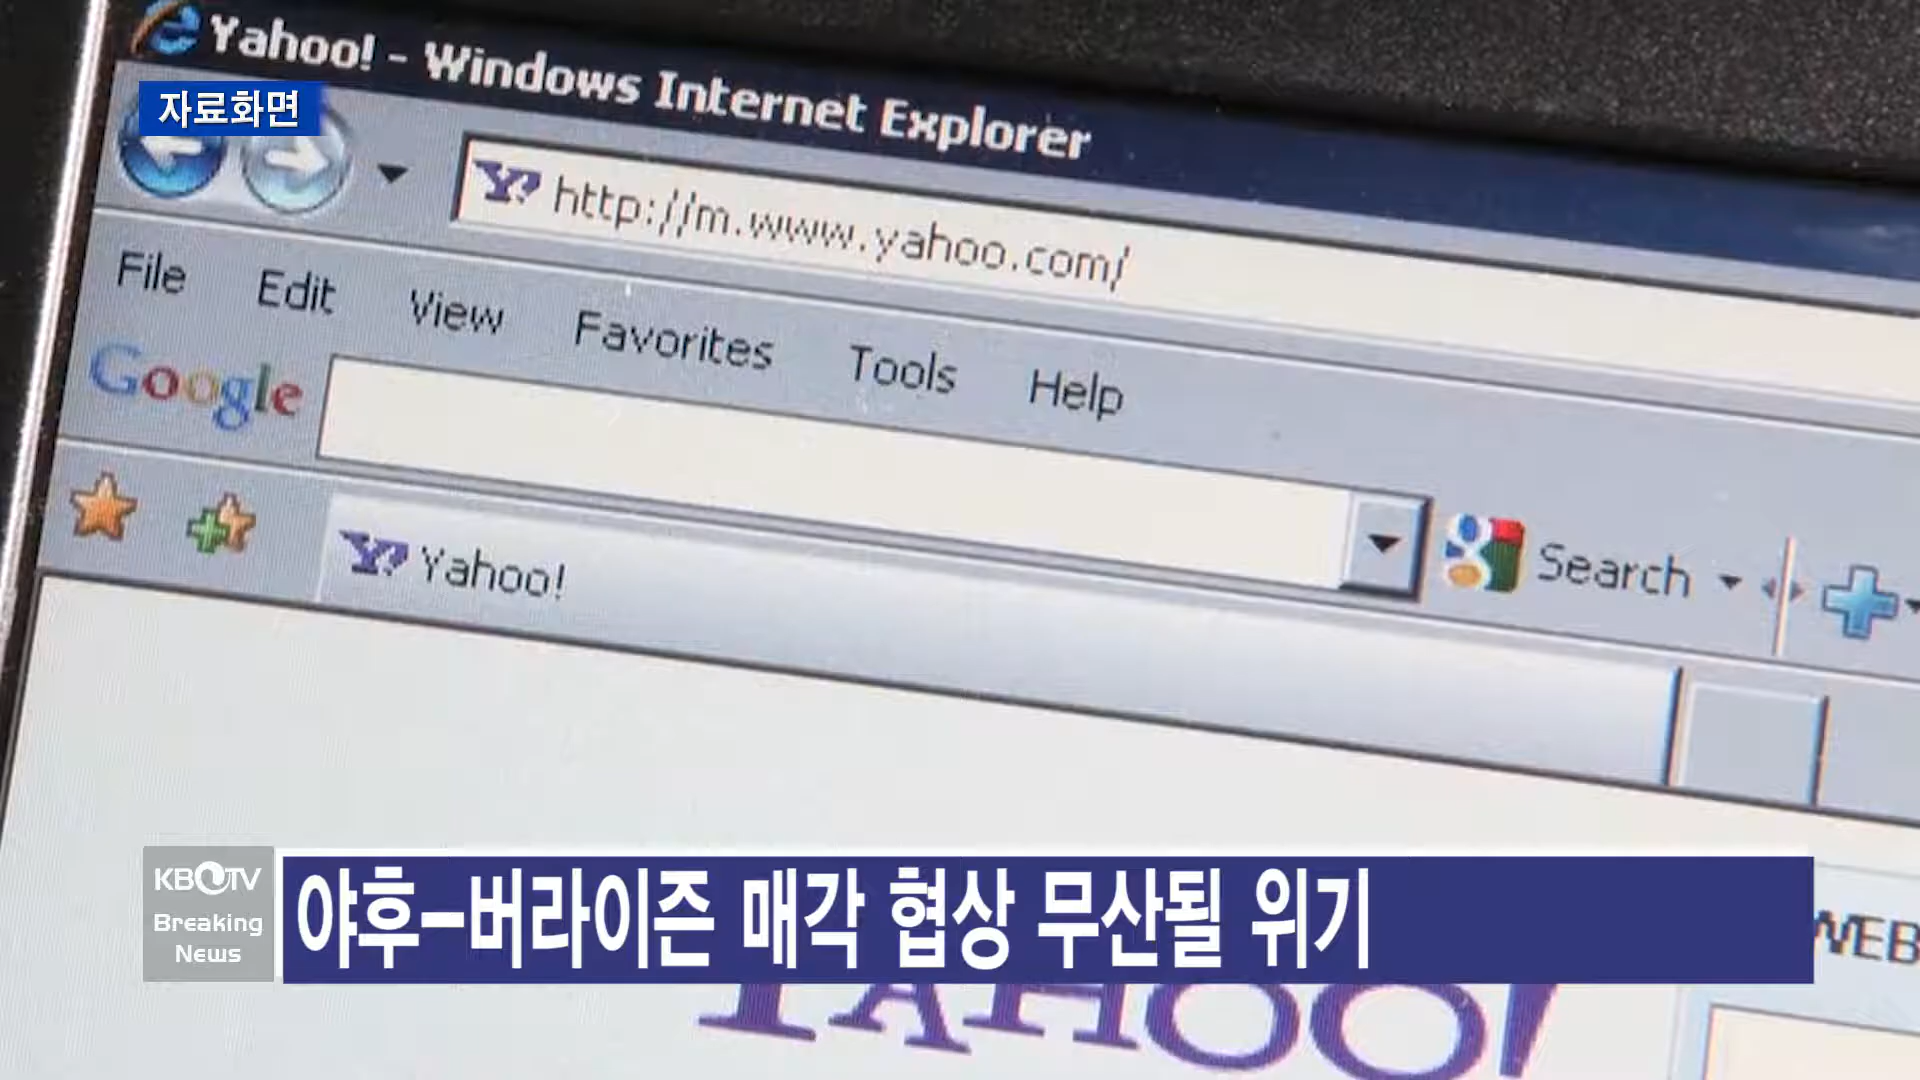 Yahoo! - Windows Internet Explorer
자료화면
Y! http://m.www.yahoo.com/
File Edit View Favorites Tools Help
Google
Search
Y! Yahoo!
KBOTV
Breaking
News
야후-버라이즌 매각 협상 무산될 위기
WEB
YAHOO!